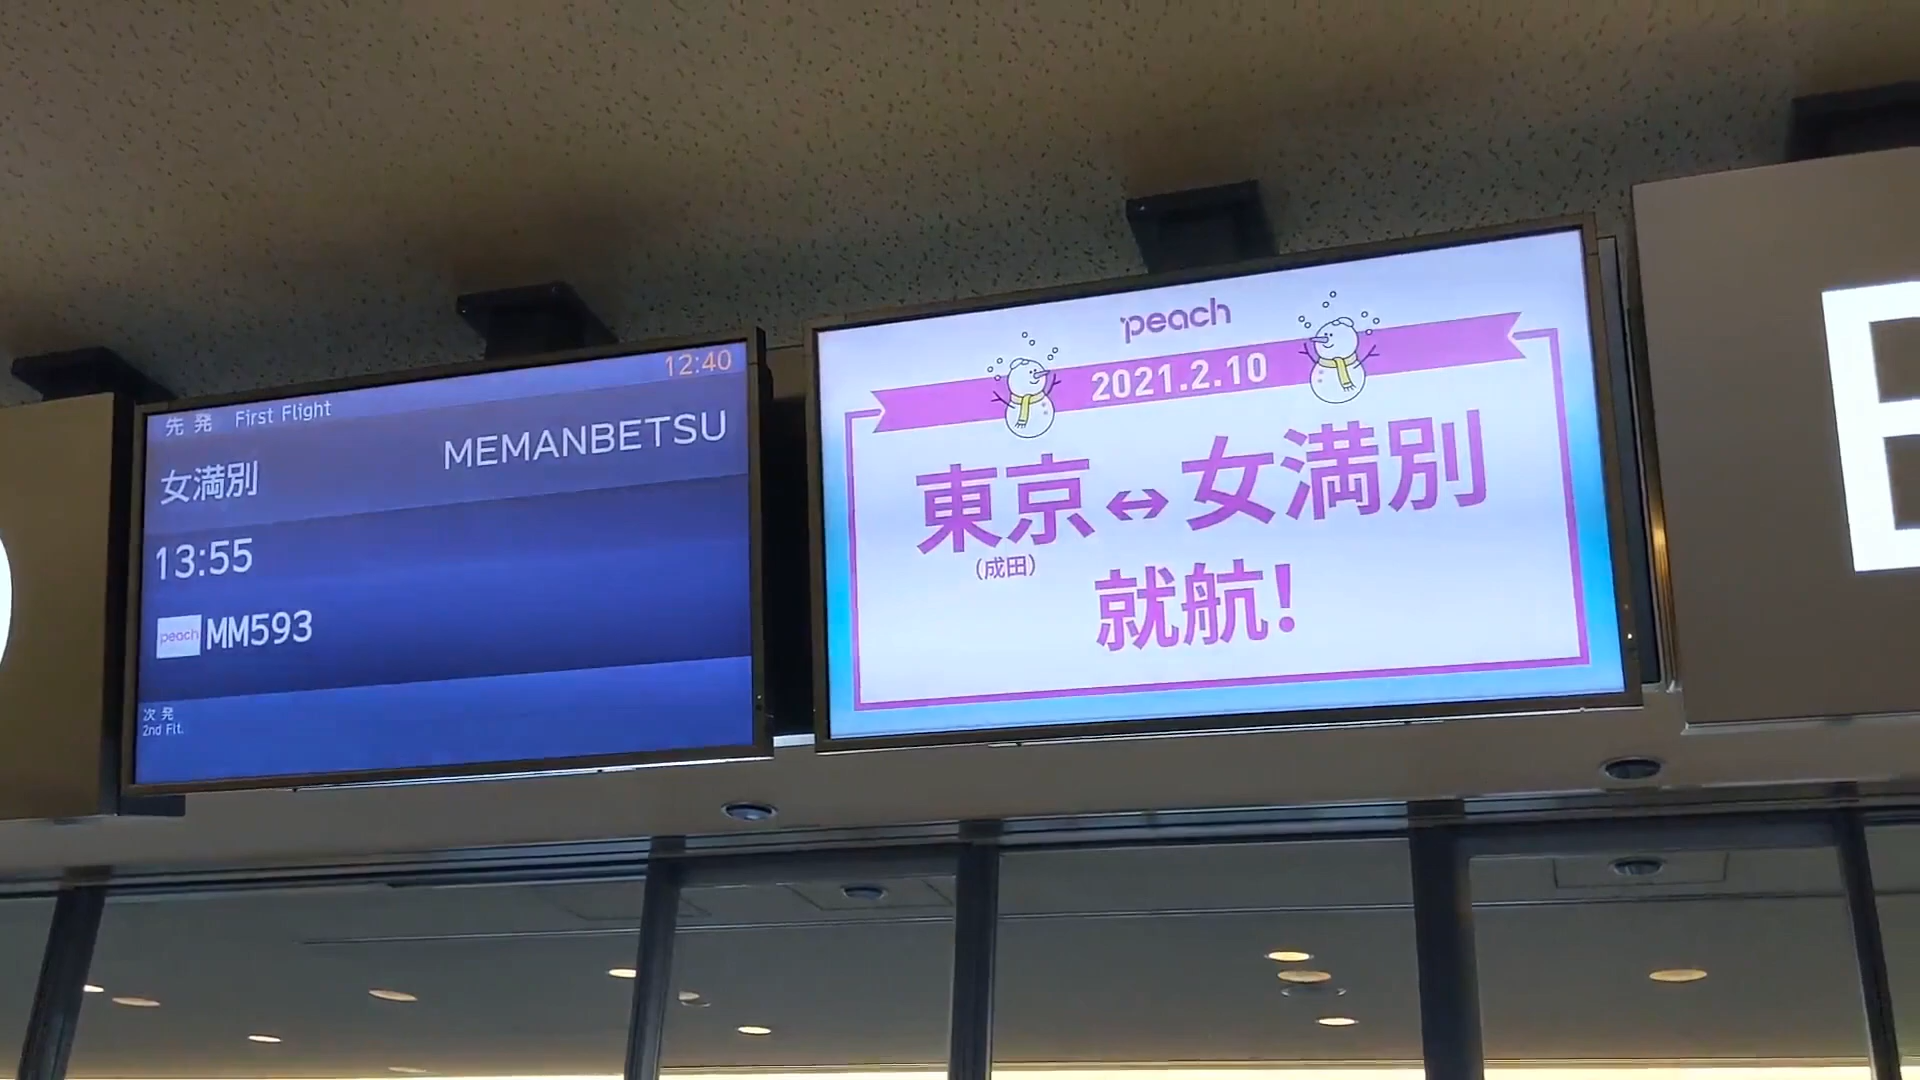 12:40
先発 First Flight
女満別 MEMANBETSU
13:55
peach MM593
次発
2nd Flt.
peach
2021.2.10
東京↔女満別
(成田)
就航!